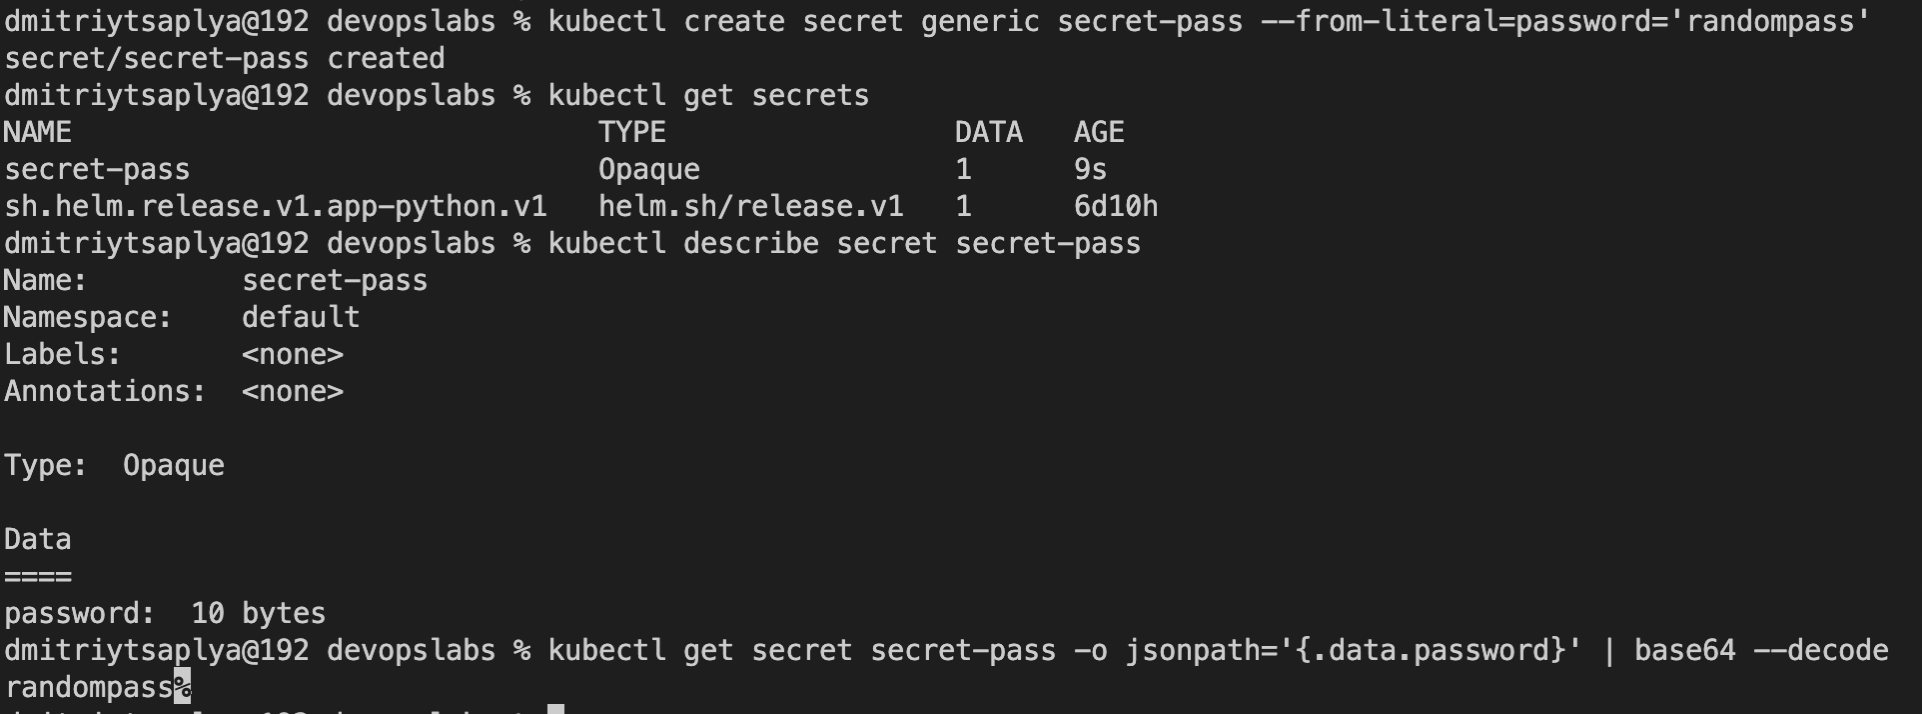 dmitriytsaplya@192 devopslabs % kubectl create secret generic secret-pass --from-literal=password='randompass'
secret/secret-pass created
dmitriytsaplya@192 devopslabs % kubectl get secrets
NAME                               TYPE                 DATA   AGE
secret-pass                        Opaque               1      9s
sh.helm.release.v1.app-python.v1   helm.sh/release.v1   1      6d10h
dmitriytsaplya@192 devopslabs % kubectl describe secret secret-pass
Name:         secret-pass
Namespace:    default
Labels:       <none>
Annotations:  <none>

Type:  Opaque

Data
====
password:  10 bytes
dmitriytsaplya@192 devopslabs % kubectl get secret secret-pass -o jsonpath='{.data.password}' | base64 --decode
randompass%